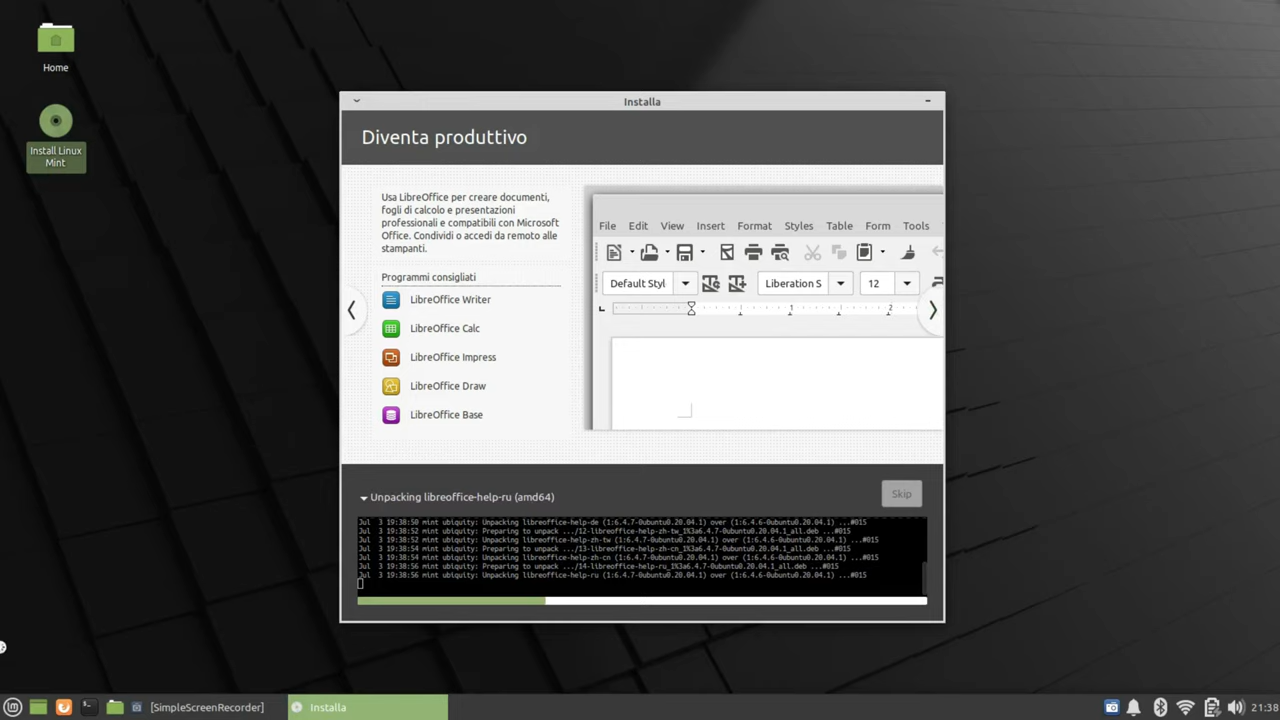 Home
Install Linux
Mint
Installa
Diventa produttivo
Usa LibreOffice per creare documenti,
fogli di calcolo e presentazioni
professionali e compatibili con Microsoft
Office. Condividi o accedi da remoto alle
stampanti.
Programmi consigliati
LibreOffice Writer
LibreOffice Calc
LibreOffice Impress
LibreOffice Draw
LibreOffice Base
File Edit View Insert Format Styles Table Form Tools
Default Styl Liberation S 12
1 2
Unpacking libreoffice-help-ru (amd64)
Skip
Jul 3 19:38:50 mint ubiquity: Unpacking libreoffice-help-de (1:6.4.7-0ubuntu0.20.04.1) over (1:6.4.6-0ubuntu0.20.04.1) ...#015
Jul 3 19:38:52 mint ubiquity: Preparing to unpack .../12-libreoffice-help-zh-tw_1%3a6.4.7-0ubuntu0.20.04.1_all.deb ...#015
Jul 3 19:38:52 mint ubiquity: Unpacking libreoffice-help-zh-tw (1:6.4.7-0ubuntu0.20.04.1) over (1:6.4.6-0ubuntu0.20.04.1) ...#015
Jul 3 19:38:54 mint ubiquity: Preparing to unpack .../13-libreoffice-help-zh-cn_1%3a6.4.7-0ubuntu0.20.04.1_all.deb ...#015
Jul 3 19:38:54 mint ubiquity: Unpacking libreoffice-help-zh-cn (1:6.4.7-0ubuntu0.20.04.1) over (1:6.4.6-0ubuntu0.20.04.1) ...#015
Jul 3 19:38:56 mint ubiquity: Preparing to unpack .../14-libreoffice-help-ru_1%3a6.4.7-0ubuntu0.20.04.1_all.deb ...#015
Jul 3 19:38:56 mint ubiquity: Unpacking libreoffice-help-ru (1:6.4.7-0ubuntu0.20.04.1) over (1:6.4.6-0ubuntu0.20.04.1) ...#015
[SimpleScreenRecorder] Installa 21:38